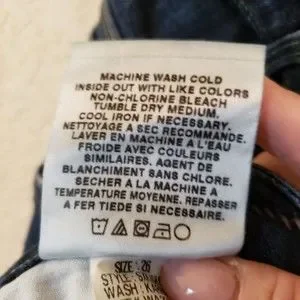 MACHINE WASH COLD
INSIDE OUT WITH LIKE COLORS
NON-CHLORINE BLEACH
TUMBLE DRY MEDIUM.
COOL IRON IF NECESSARY.
NETTOYAGE A SEC RECOMMANDE.
LAVER EN MACHINE A L'EAU
FROIDE AVEC COULEURS
SIMILAIRES. AGENT DE
BLANCHIMENT SANS CHLORE.
SECHER A LA MACHINE A
TEMPERATURE MOYENNE. REPASSER
A FER TIEDE SI NECESSAIRE.
SIZE: 26
STYLE:
WASH: